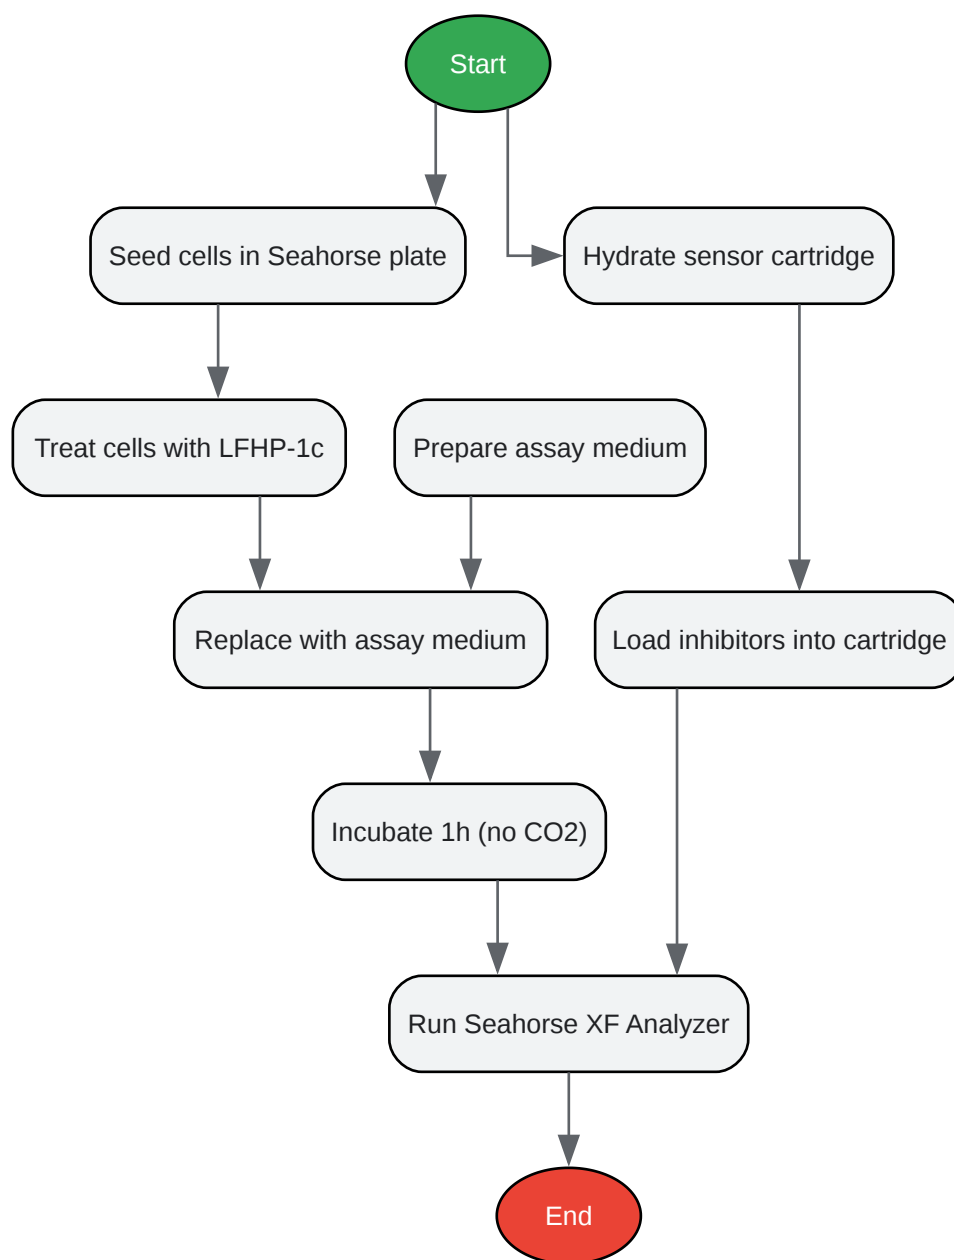 Start
Seed cells in Seahorse plate
Hydrate sensor cartridge
Treat cells with LFHP-1c
Prepare assay medium
Replace with assay medium
Load inhibitors into cartridge
Incubate 1h (no CO2)
Run Seahorse XF Analyzer
End